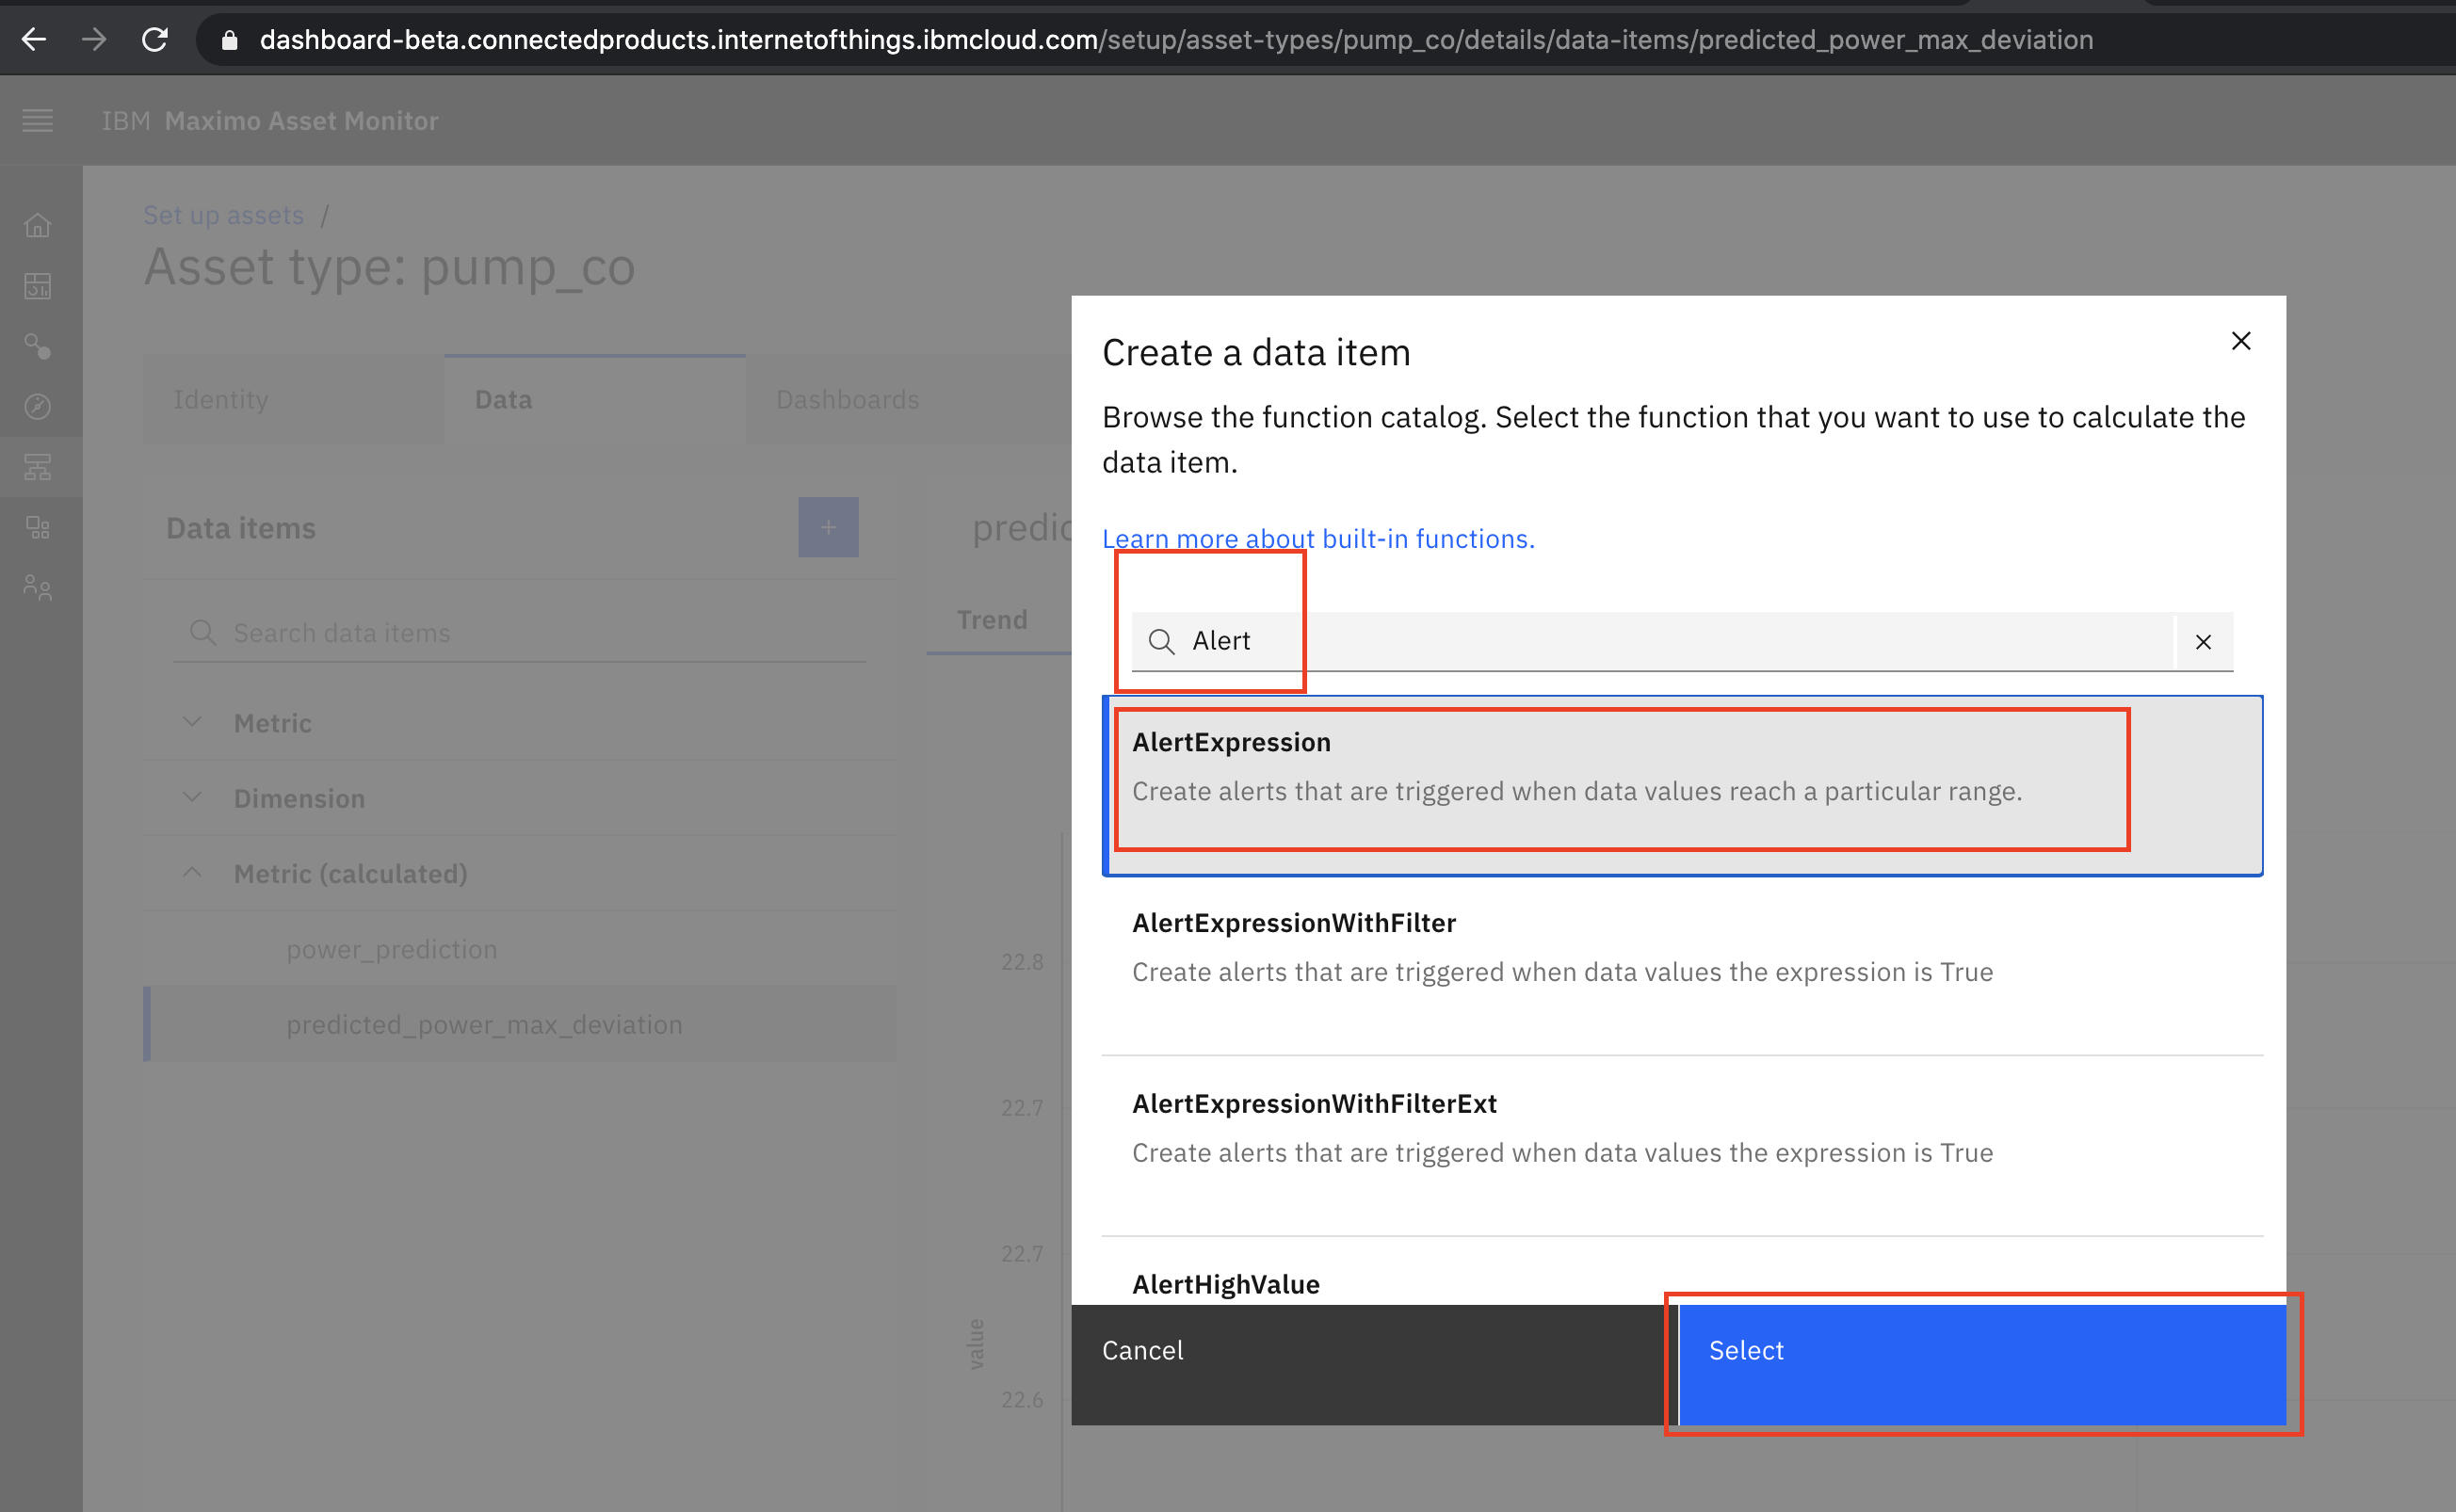 dashboard-beta.connectedproducts.internetofthings.ibmcloud.com/setup/asset-types/pump_co/details/data-items/predicted_power_max_deviation
IBM Maximo Asset Monitor
Set up assets /
Asset type: pump_co
Identity
Data
Dashboards
Data items
+
Search data items
Metric
Dimension
Metric (calculated)
power_prediction
predicted_power_max_deviation
Trend
22.8
22.7
22.7
22.6
value
Create a data item
Browse the function catalog. Select the function that you want to use to calculate the
data item.
Learn more about built-in functions.
Alert
AlertExpression
Create alerts that are triggered when data values reach a particular range.
AlertExpressionWithFilter
Create alerts that are triggered when data values the expression is True
AlertExpressionWithFilterExt
Create alerts that are triggered when data values the expression is True
AlertHighValue
Cancel
Select